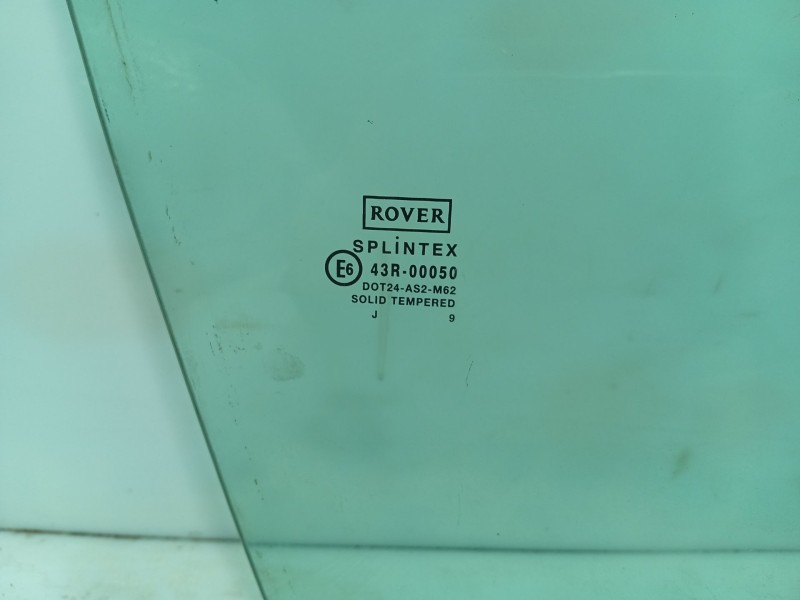 ROVER
SPLiNTEX
E6 43R-00050
DOT24-AS2-M62
SOLID TEMPERED
J 9